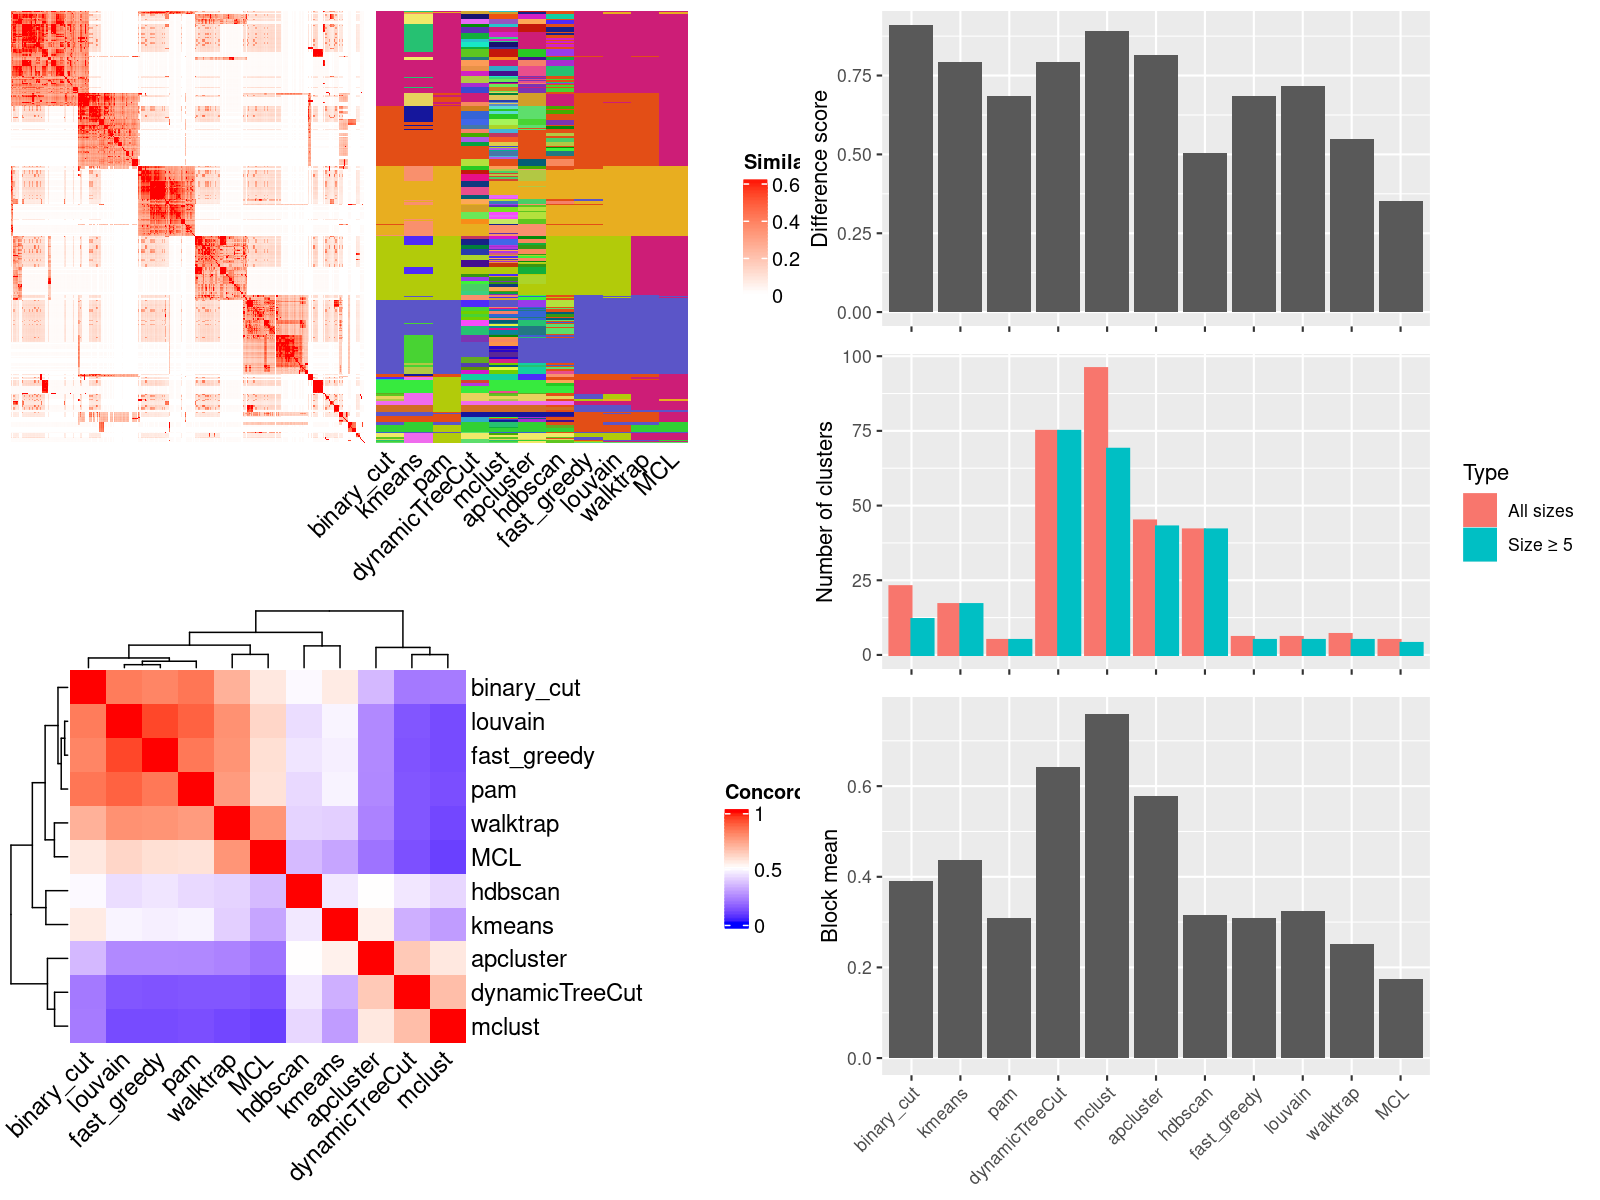 Simila
0.6
0.4
0.2
0
binary_cut
kmeans
pam
dynamicTreeCut
mclust
apcluster
hdbscan
fast_greedy
louvain
walktrap
MCL
Difference score
0.75
0.50
0.25
0.00
Number of clusters
100
75
50
25
0
Type
All sizes
Size ≥ 5
binary_cut
louvain
fast_greedy
pam
walktrap
MCL
hdbscan
kmeans
apcluster
dynamicTreeCut
mclust
Concord
1
0.5
0
binary_cut
louvain
fast_greedy
pam
walktrap
MCL
hdbscan
kmeans
apcluster
dynamicTreeCut
mclust
Block mean
0.6
0.4
0.2
0.0
binary_cut
kmeans
pam
dynamicTreeCut
mclust
apcluster
hdbscan
fast_greedy
louvain
walktrap
MCL